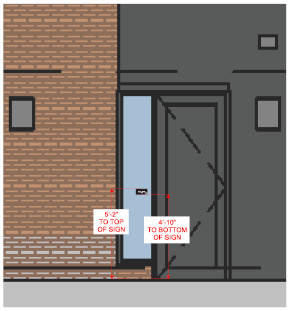 5'-2"
TO TOP
OF SIGN
4'-10"
TO BOTTOM
OF SIGN